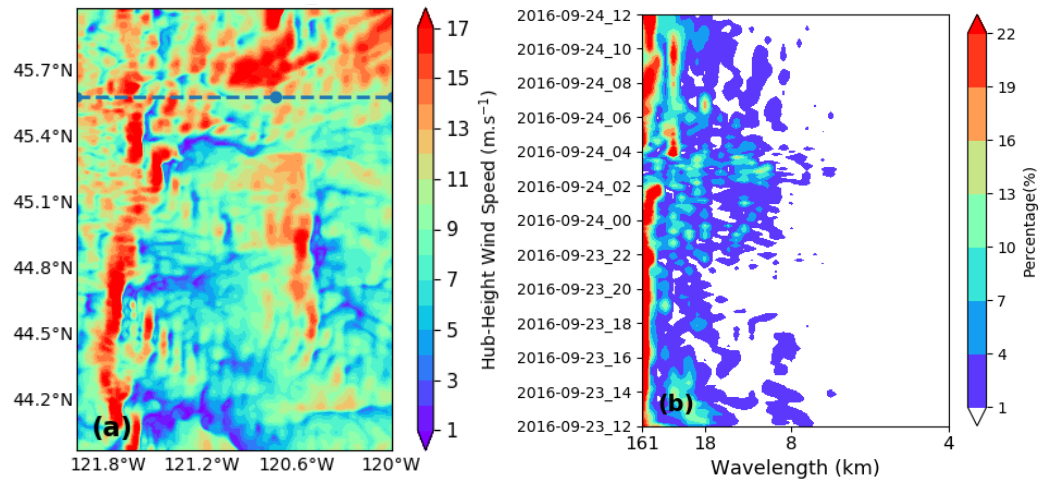 45.7°N
45.4°N
45.1°N
44.8°N
44.5°N
44.2°N
121.8°W 121.2°W 120.6°W 120°W
(a)
17
15
13
11
9
7
5
3
1
Hub-Height Wind Speed (m.s⁻¹)
2016-09-24_12
2016-09-24_10
2016-09-24_08
2016-09-24_06
2016-09-24_04
2016-09-24_02
2016-09-24_00
2016-09-23_22
2016-09-23_20
2016-09-23_18
2016-09-23_16
2016-09-23_14
2016-09-23_12
(b)
161 18 8 4
Wavelength (km)
22
19
16
13
10
7
4
1
Percentage(%)